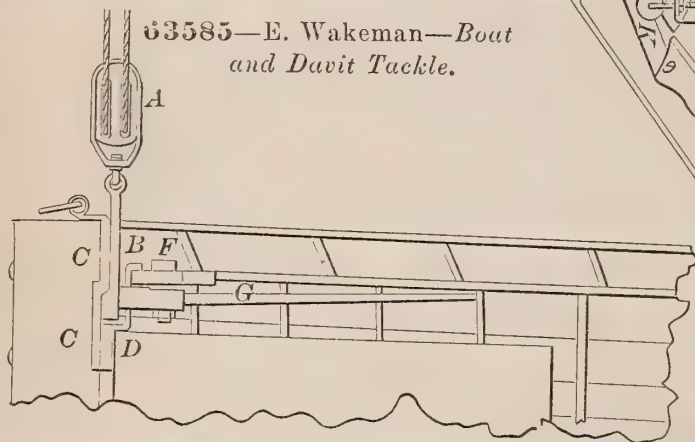 63585—E. Wakeman—Boat
and Davit Tackle.
A
C
B F
G
C
D